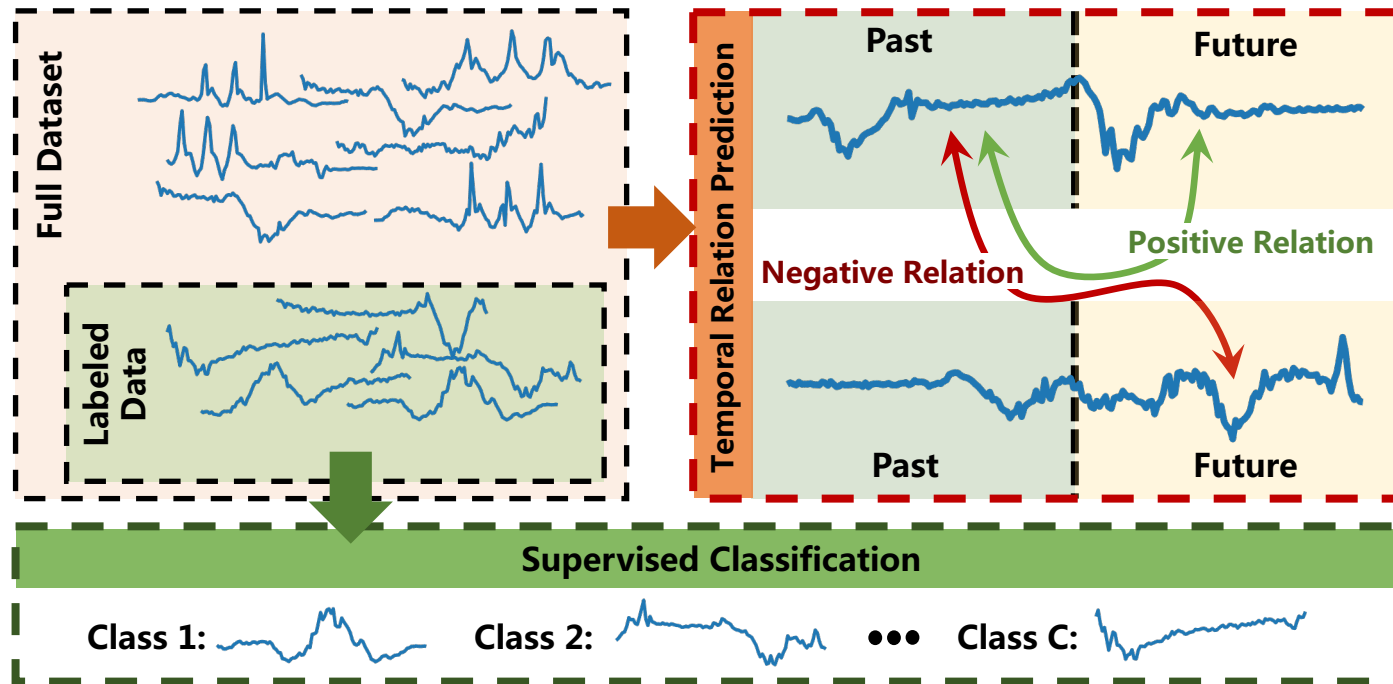 Full Dataset
Labeled
Data
Temporal Relation Prediction
Past
Future
Positive Relation
Negative Relation
Past
Future
Supervised Classification
Class 1:
Class 2:
•••
Class C: